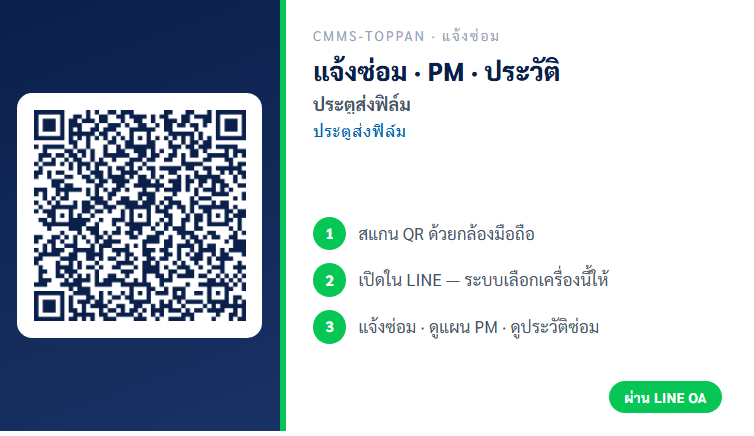 CMMS-TOPPAN · แจ้งซ่อม
แจ้งซ่อม · PM · ประวัติ
ประตูส่งฟิล์ม
ประตูส่งฟิล์ม
1 สแกน QR ด้วยกล้องมือถือ
2 เปิดใน LINE — ระบบเลือกเครื่องนี้ให้
3 แจ้งซ่อม · ดูแผน PM · ดูประวัติซ่อม
ผ่าน LINE OA